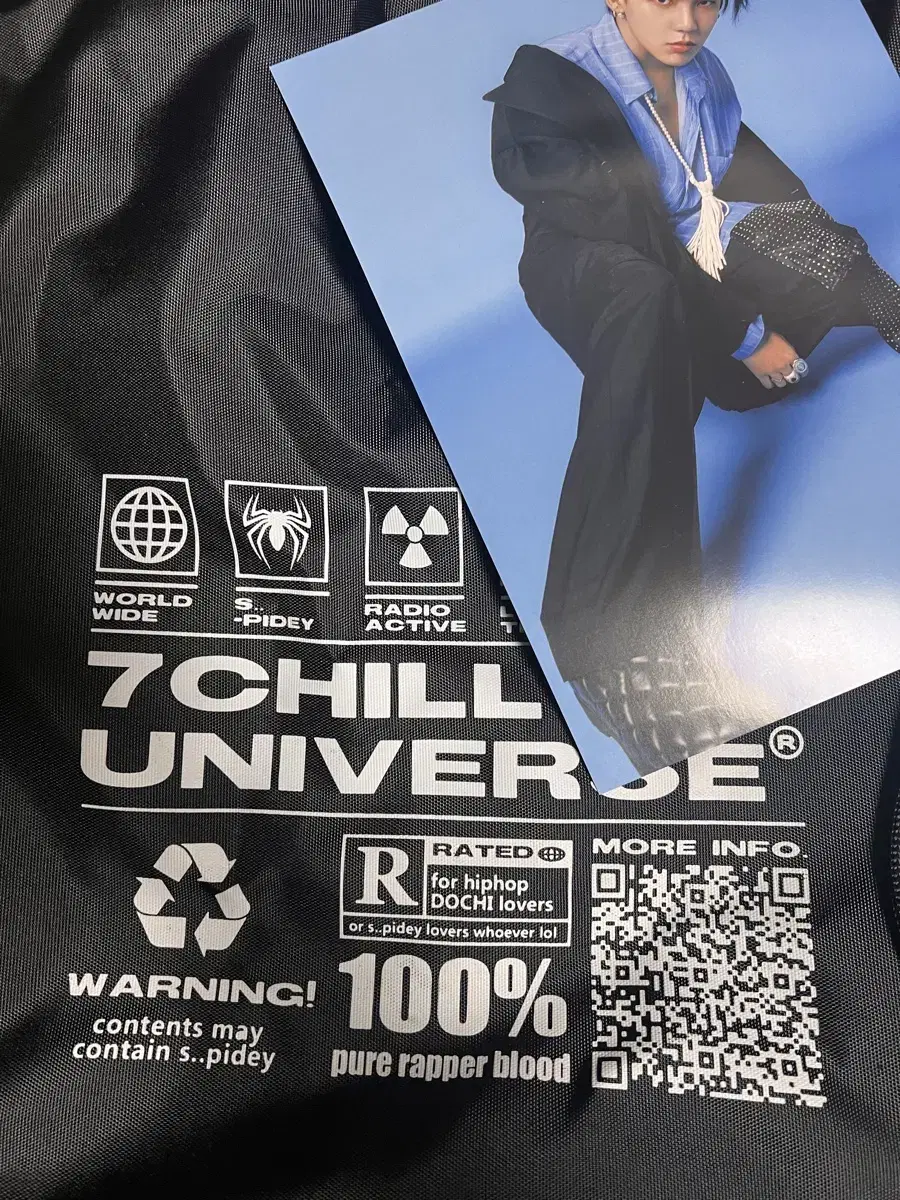 WORLD
WIDE
S..
-PIDEY
RADIO
ACTIVE
7CHILL
UNIVERSE®
WARNING!
contents may
contain s..pidey
R
RATED
for hiphop
DOCHI lovers
or s..pidey lovers whoever lol
100%
pure rapper blood
MORE INFO.